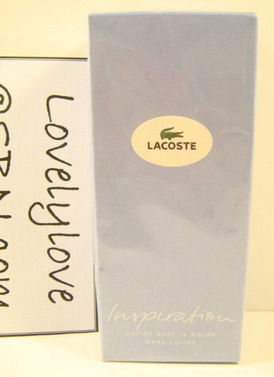 Lovelylove
LACOSTE
Inspiration
Lotion pour le Corps
Body Lotion